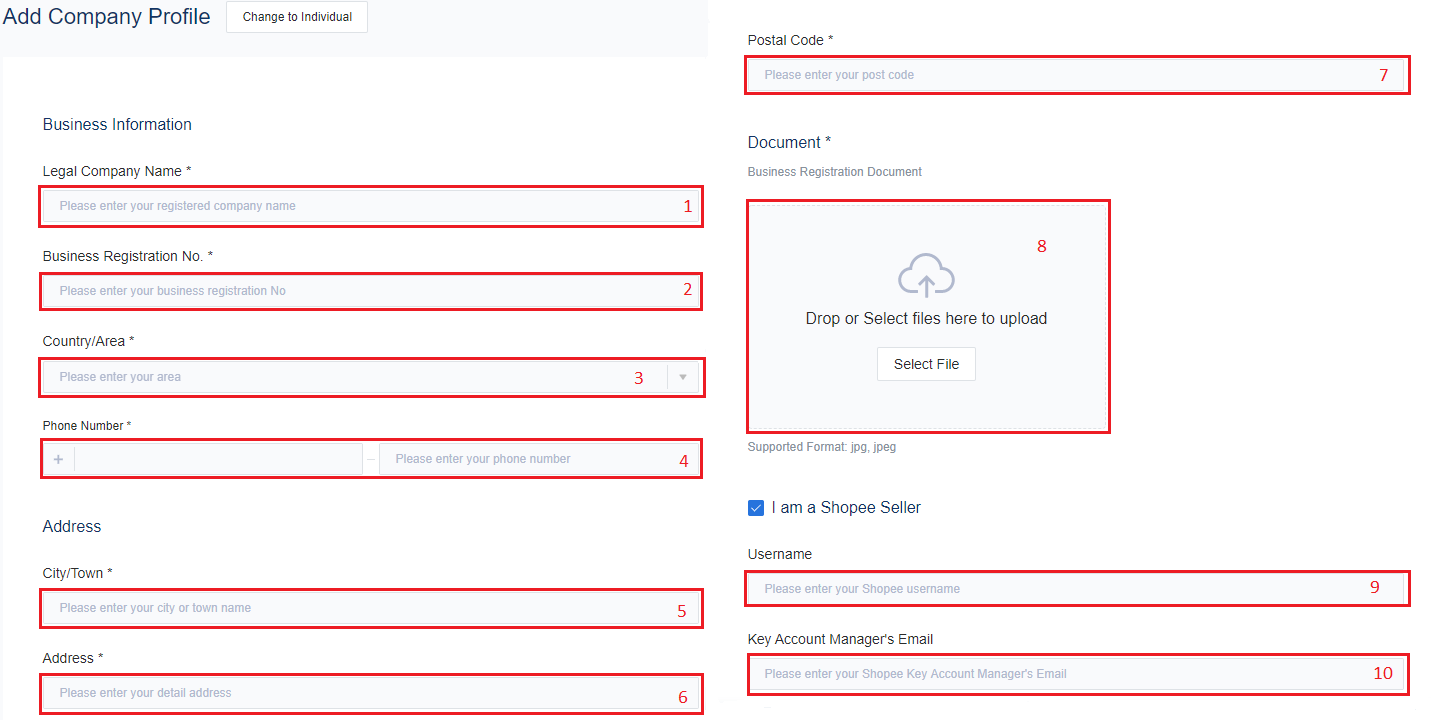 Add Company Profile
Change to Individual
Business Information
Legal Company Name *
Please enter your registered company name
1
Business Registration No. *
Please enter your business registration No
2
Country/Area *
Please enter your area
3
Phone Number *
+
–
Please enter your phone number
4
Address
City/Town *
Please enter your city or town name
5
Address *
Please enter your detail address
6
Postal Code *
Please enter your post code
7
Document *
Business Registration Document
8
Drop or Select files here to upload
Select File
Supported Format: jpg, jpeg
I am a Shopee Seller
Username
Please enter your Shopee username
9
Key Account Manager's Email
Please enter your Shopee Key Account Manager's Email
10